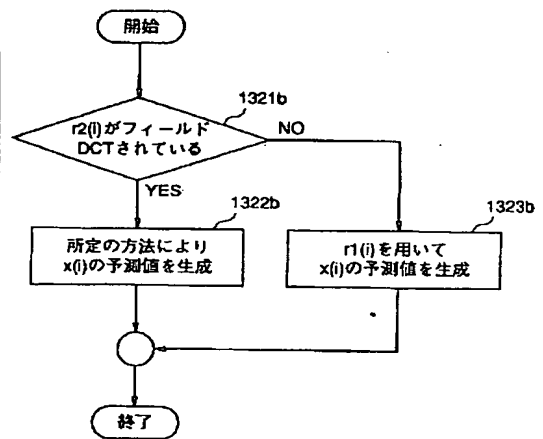 開始
1321b
r2(i)がフィールド
DCTされている
NO
YES
1322b
所定の方法により
x(i)の予測値を生成
1323b
r1(i)を用いて
x(i)の予測値を生成
終了